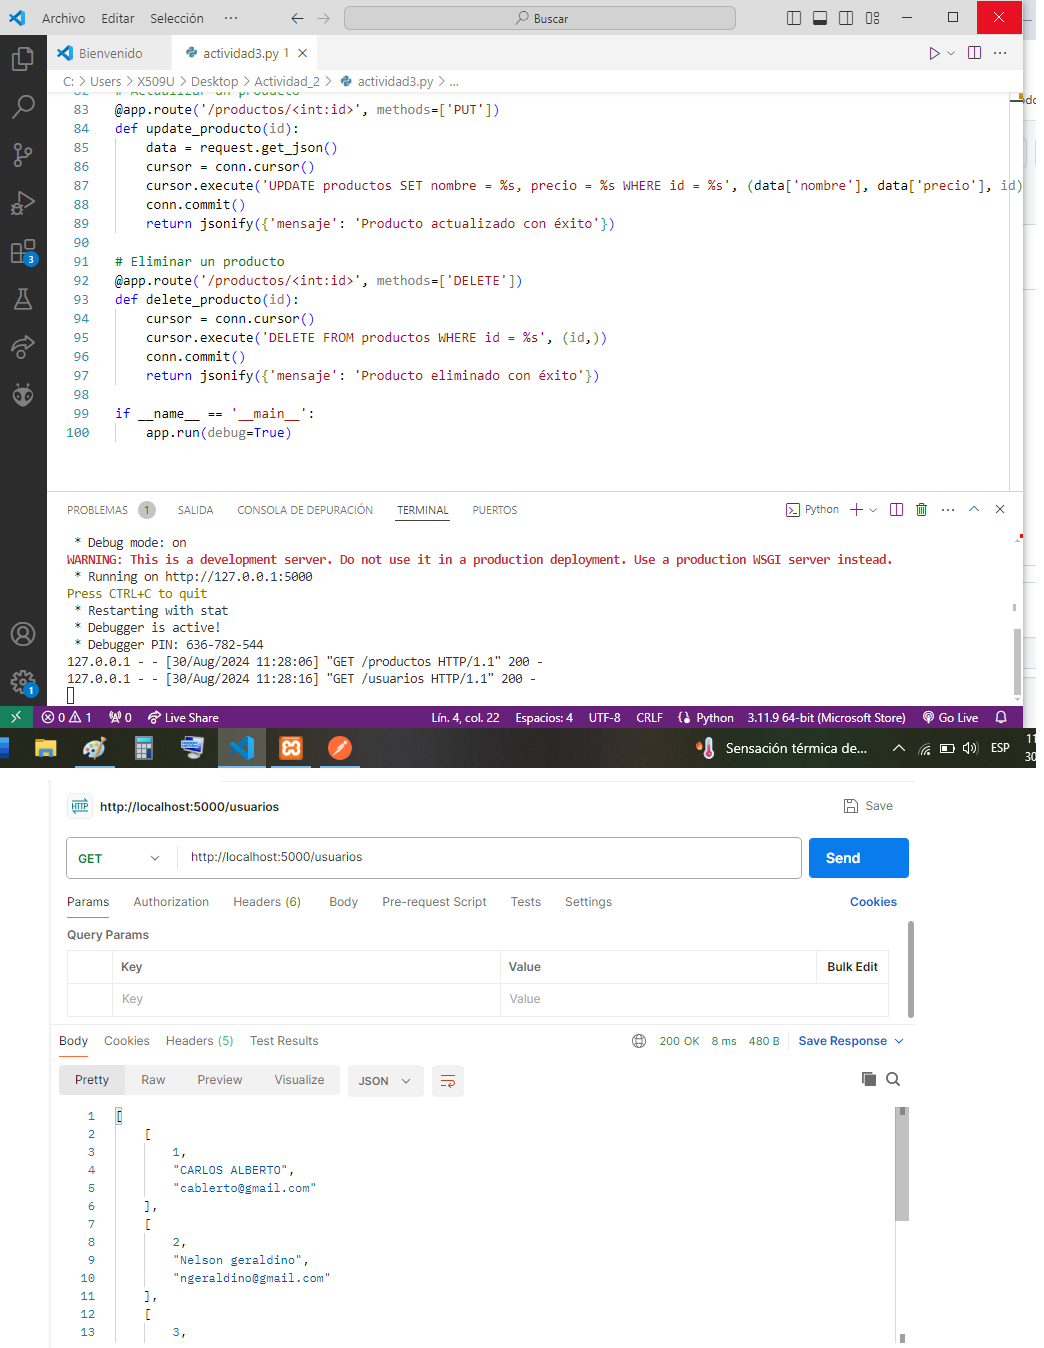 Archivo Editar Selección ··· Buscar
Bienvenido actividad3.py 1
C: > Users > X509U > Desktop > Actividad_2 > actividad3.py > ...
82 # Actualizar un producto
83 @app.route('/productos/<int:id>', methods=['PUT'])
84 def update_producto(id):
85 data = request.get_json()
86 cursor = conn.cursor()
87 cursor.execute('UPDATE productos SET nombre = %s, precio = %s WHERE id = %s', (data['nombre'], data['precio'], id)
88 conn.commit()
89 return jsonify({'mensaje': 'Producto actualizado con éxito'})
90
91 # Eliminar un producto
92 @app.route('/productos/<int:id>', methods=['DELETE'])
93 def delete_producto(id):
94 cursor = conn.cursor()
95 cursor.execute('DELETE FROM productos WHERE id = %s', (id,))
96 conn.commit()
97 return jsonify({'mensaje': 'Producto eliminado con éxito'})
98
99 if __name__ == '__main__':
100 app.run(debug=True)
PROBLEMAS 1 SALIDA CONSOLA DE DEPURACIÓN TERMINAL PUERTOS Python
* Debug mode: on
WARNING: This is a development server. Do not use it in a production deployment. Use a production WSGI server instead.
* Running on http://127.0.0.1:5000
Press CTRL+C to quit
* Restarting with stat
* Debugger is active!
* Debugger PIN: 636-782-544
127.0.0.1 - - [30/Aug/2024 11:28:06] "GET /productos HTTP/1.1" 200 -
127.0.0.1 - - [30/Aug/2024 11:28:16] "GET /usuarios HTTP/1.1" 200 -
3
1
0 1 0 Live Share Lín. 4, col. 22 Espacios: 4 UTF-8 CRLF Python 3.11.9 64-bit (Microsoft Store) Go Live
Sensación térmica de... ESP 11
30
HTTP http://localhost:5000/usuarios Save
GET http://localhost:5000/usuarios Send
Params Authorization Headers (6) Body Pre-request Script Tests Settings Cookies
Query Params
Key Value Bulk Edit
Key Value
Body Cookies Headers (5) Test Results 200 OK 8 ms 480 B Save Response
Pretty Raw Preview Visualize JSON
1 [
2 [
3 1,
4 "CARLOS ALBERTO",
5 "cablerto@gmail.com"
6 ],
7 [
8 2,
9 "Nelson geraldino",
10 "ngeraldino@gmail.com"
11 ],
12 [
13 3,